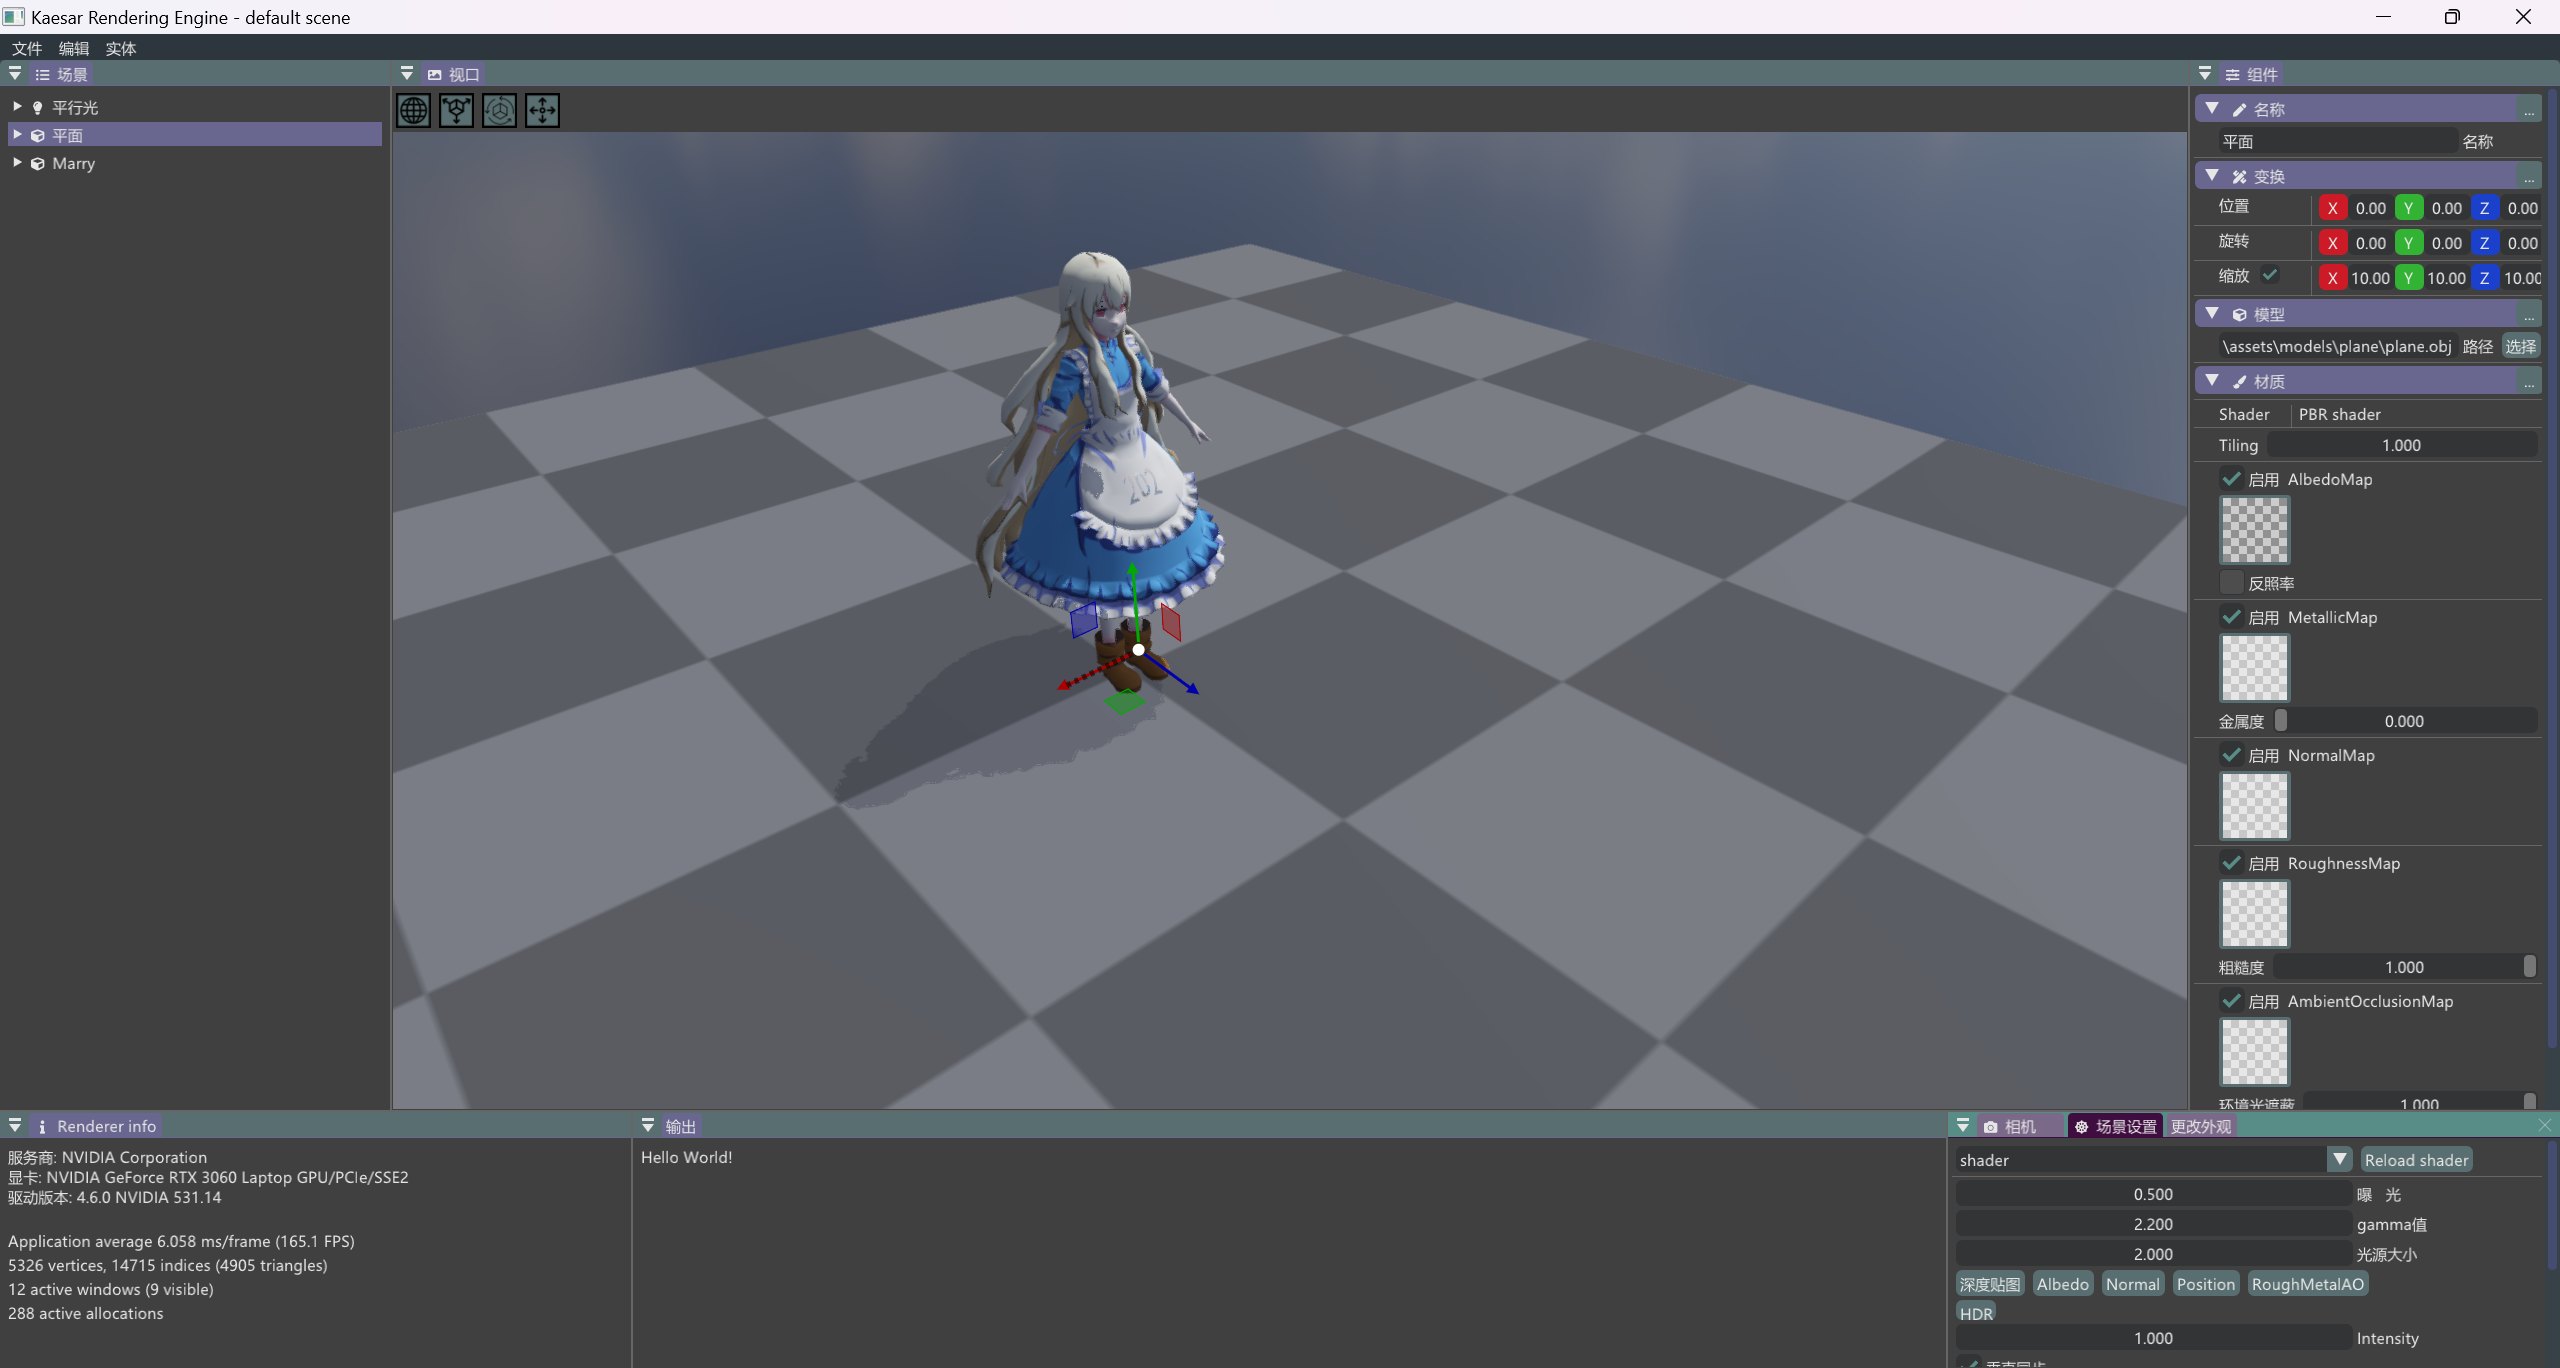 Kaesar Rendering Engine - default scene
文件 编辑 实体
场景
平行光
平面
Marry
视口
202
组件
名称 ...
平面 名称
变换 ...
位置 X 0.00 Y 0.00 Z 0.00
旋转 X 0.00 Y 0.00 Z 0.00
缩放 X 10.00 Y 10.00 Z 10.00
模型 ...
\assets\models\plane\plane.obj 路径 选择
材质 ...
Shader PBR shader
Tiling 1.000
启用 AlbedoMap
反照率
启用 MetallicMap
金属度 0.000
启用 NormalMap
启用 RoughnessMap
粗糙度 1.000
启用 AmbientOcclusionMap
环境光遮蔽 1.000
Renderer info
服务商: NVIDIA Corporation
显卡: NVIDIA GeForce RTX 3060 Laptop GPU/PCIe/SSE2
驱动版本: 4.6.0 NVIDIA 531.14
Application average 6.058 ms/frame (165.1 FPS)
5326 vertices, 14715 indices (4905 triangles)
12 active windows (9 visible)
288 active allocations
输出
Hello World!
相机 场景设置 更改外观
shader Reload shader
0.500 曝 光
2.200 gamma值
2.000 光源大小
深度贴图 Albedo Normal Position RoughMetalAO
HDR
1.000 Intensity
垂直同步